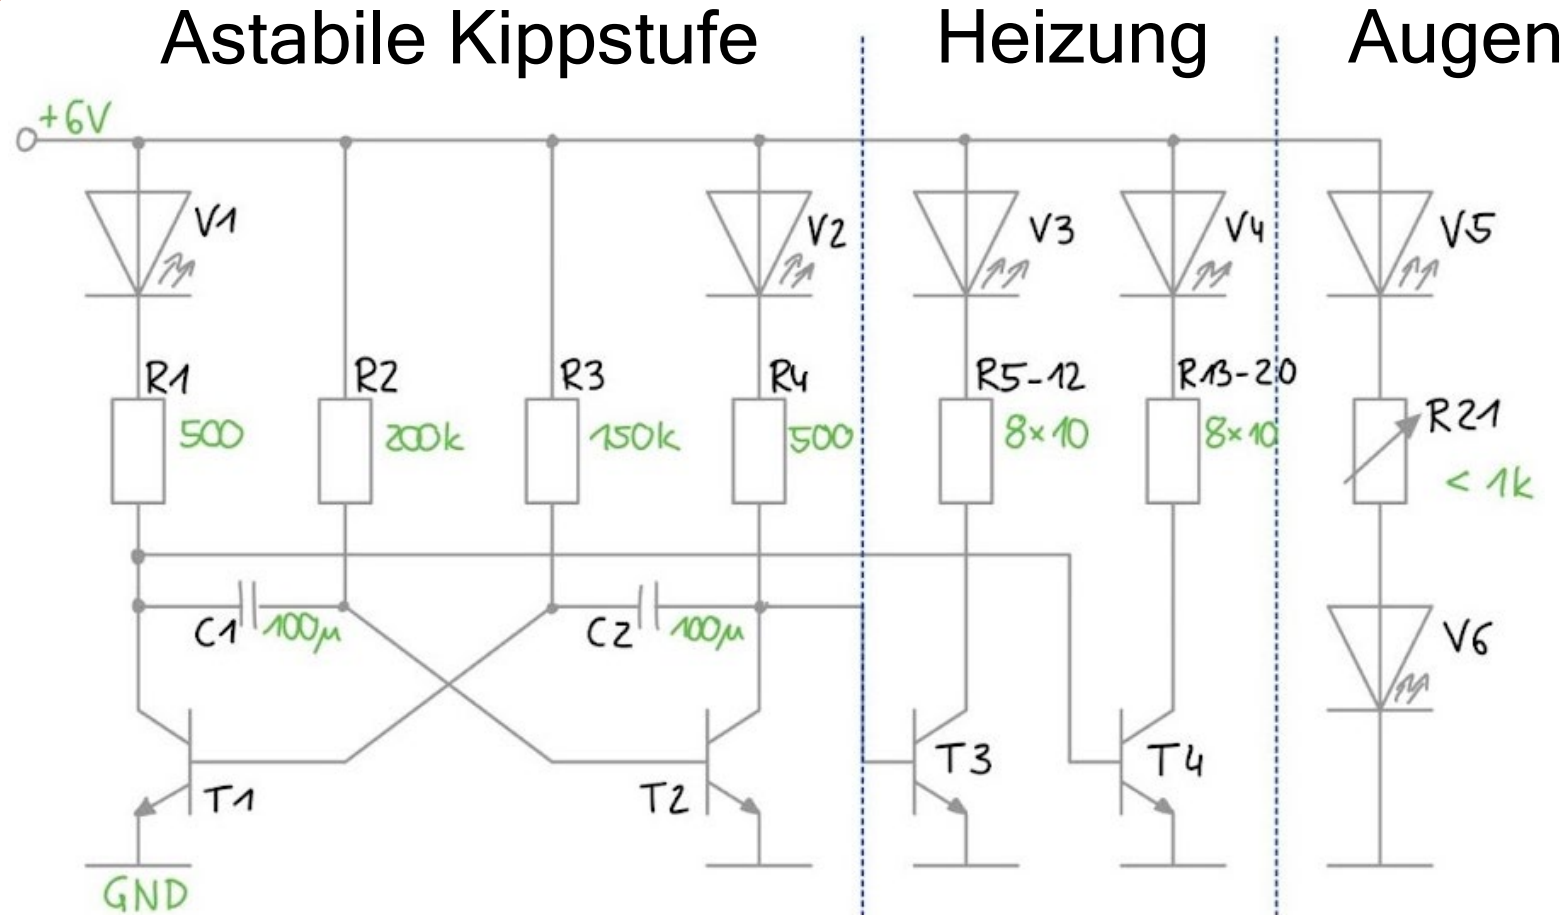 Astabile Kippstufe
Heizung
Augen
+6V
V1
V2
V3
V4
V5
R1
500
R2
200k
R3
150k
R4
500
R5-12
8×10
R13-20
8×10
R21
< 1k
C1
100µ
C2
100µ
V6
T1
T2
T3
T4
GND